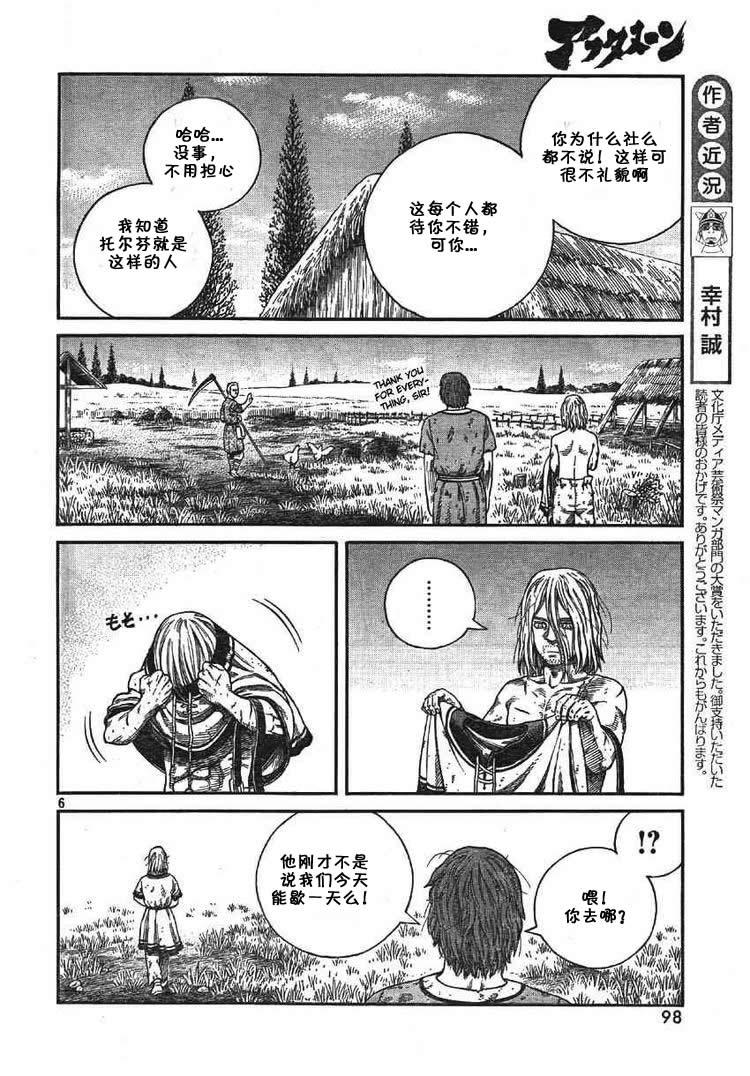 アフタヌーン
作者近況
幸村誠
文化庁メディア芸術祭マンガ部門の大賞をいただきました。御支持いただいた
読者の皆様のおかげです。ありがとうございます。これからもがんばります。
你为什么社么
都不说！这样可
很不礼貌啊
这每个人都
待你不错，
可你…
哈哈…
没事，
不用担心
我知道
托尔芬就是
这样的人
THANK YOU
FOR EVERY-
THING, SIR!
………
もそ…
6
!?
喂！
你去哪？
他刚才不是
说我们今天
能歇一天么！
98